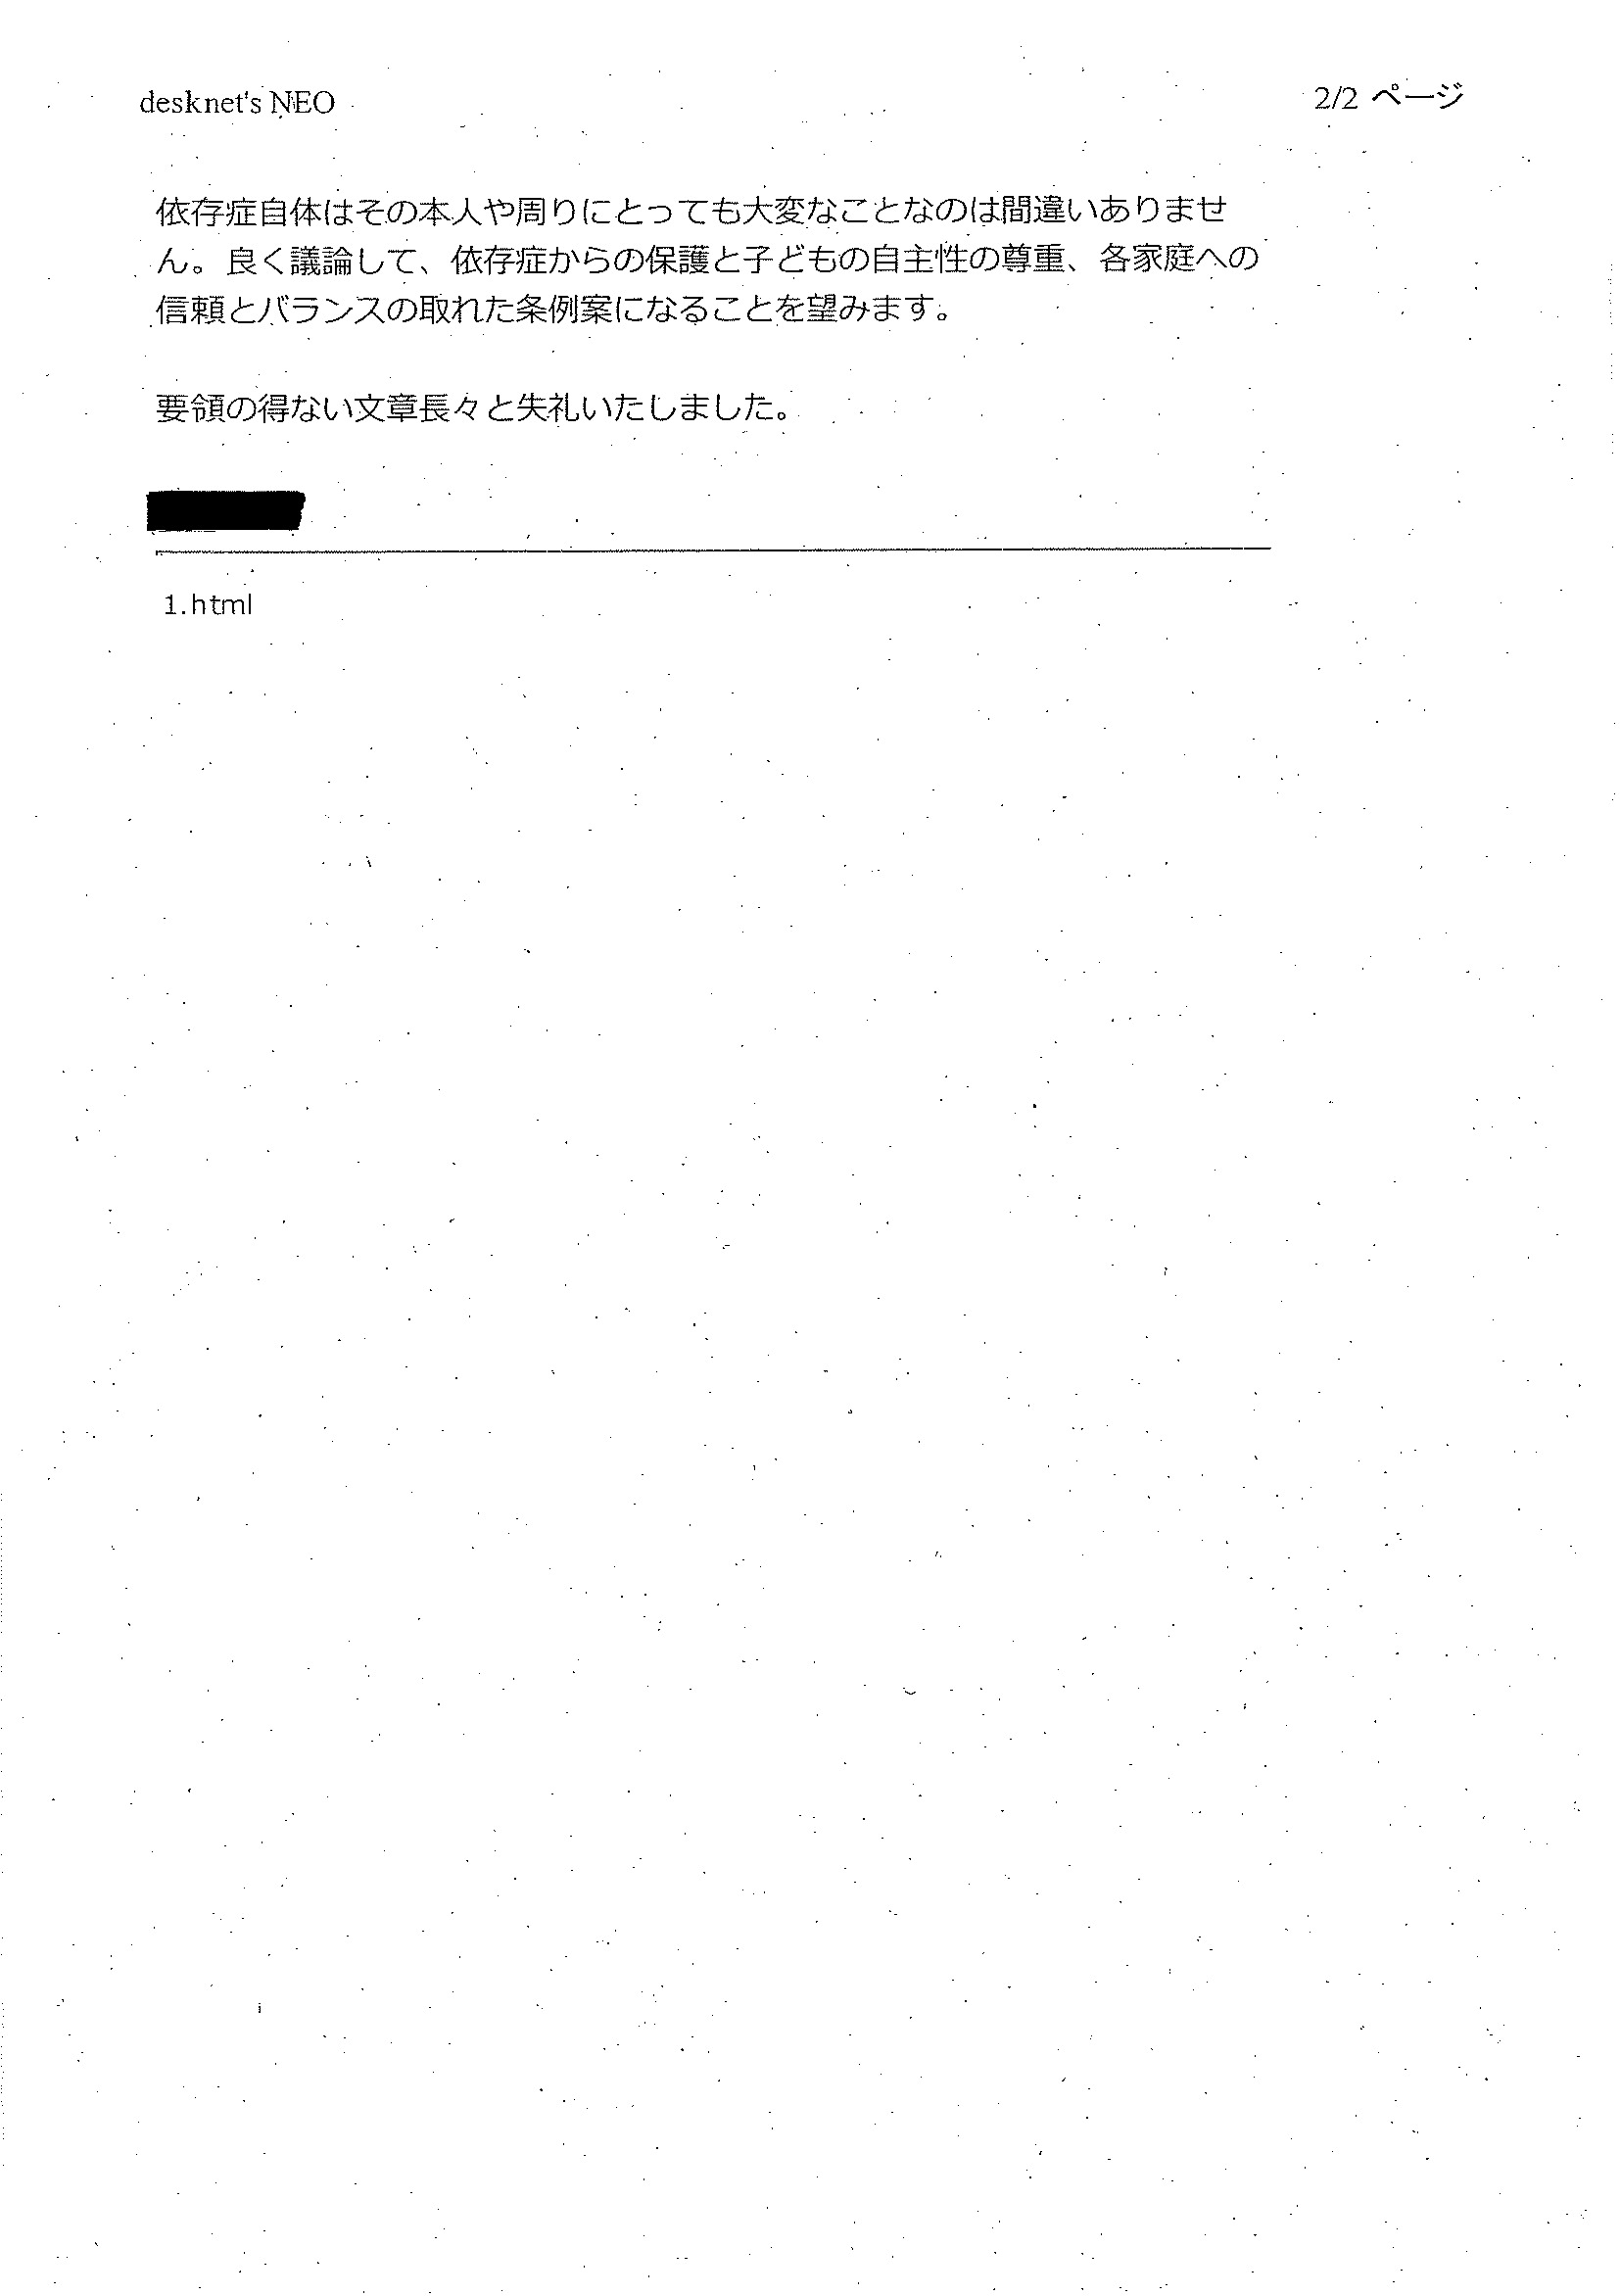 desknet's NEO
2/2 ページ
依存症自体はその本人や周りにとっても大変なことなのは間違いありませ
ん。良く議論して、依存症からの保護と子どもの自主性の尊重、各家庭への
信頼とバランスの取れた条例案になることを望みます。
要領の得ない文章長々と失礼いたしました。
1.html